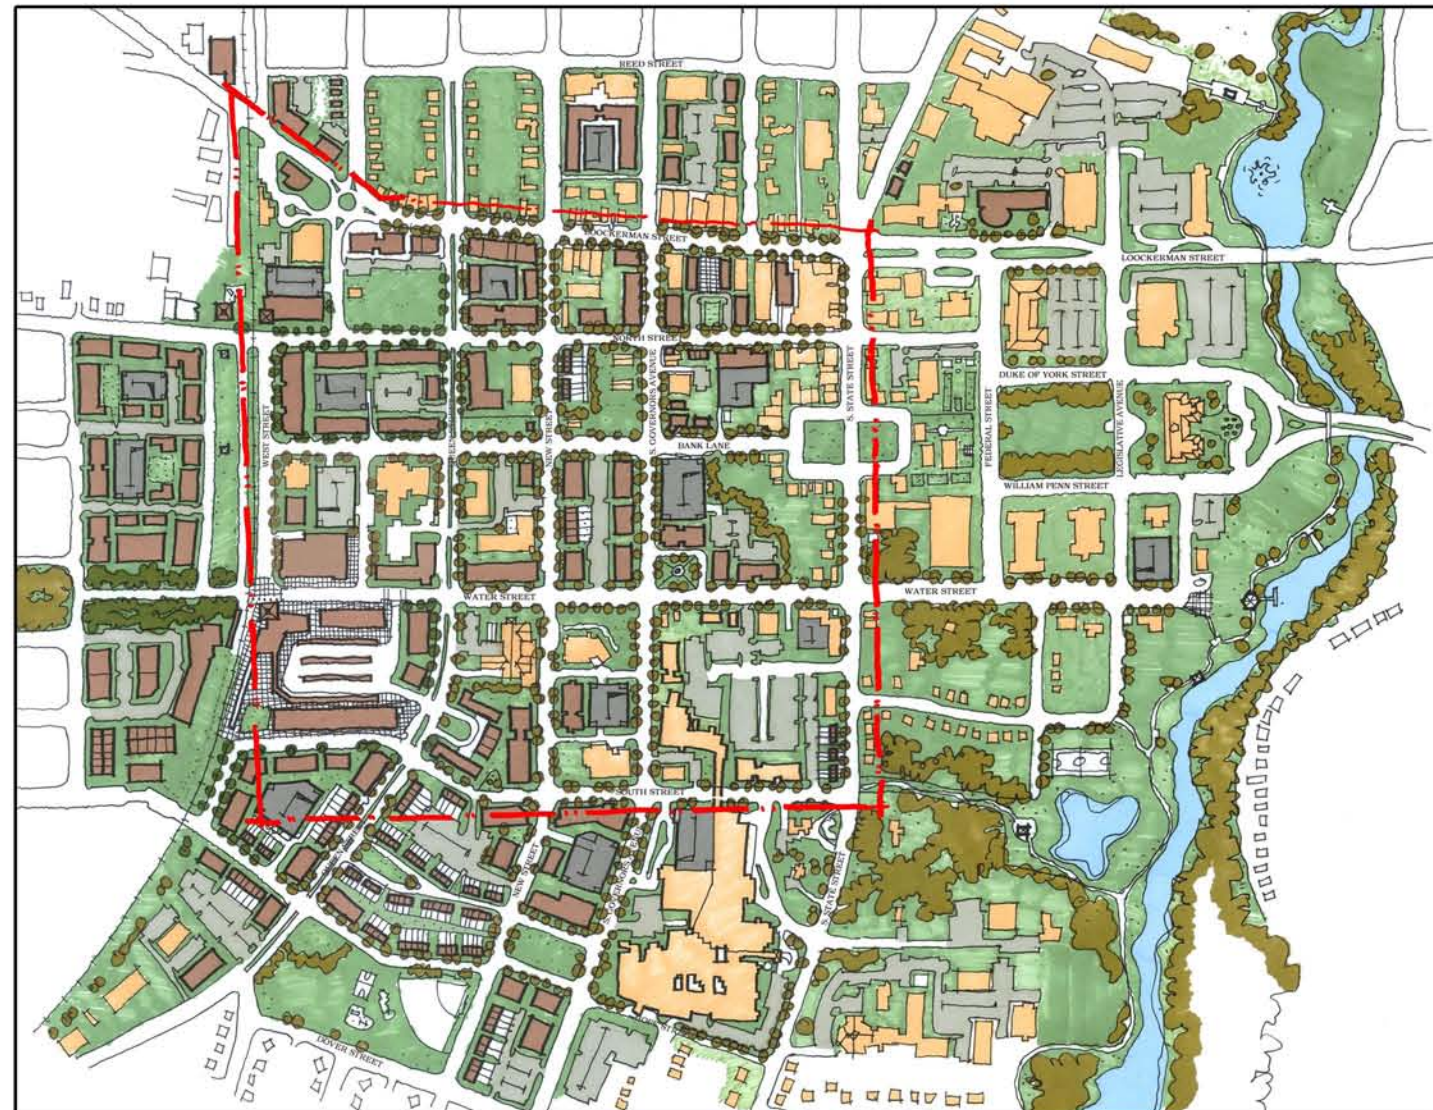 REED STREET
LOOCKERMAN STREET
LOOCKERMAN STREET
NORTH STREET
DUKE OF YORK STREET
S. STATE STREET
S. GOVERNORS AVENUE
WEST STREET
NEW STREET
BANK LANE
FEDERAL STREET
LEGISLATIVE AVENUE
WILLIAM PENN STREET
WATER STREET
WATER STREET
SOUTH STREET
NEW STREET
S. STATE STREET
DOVER STREET